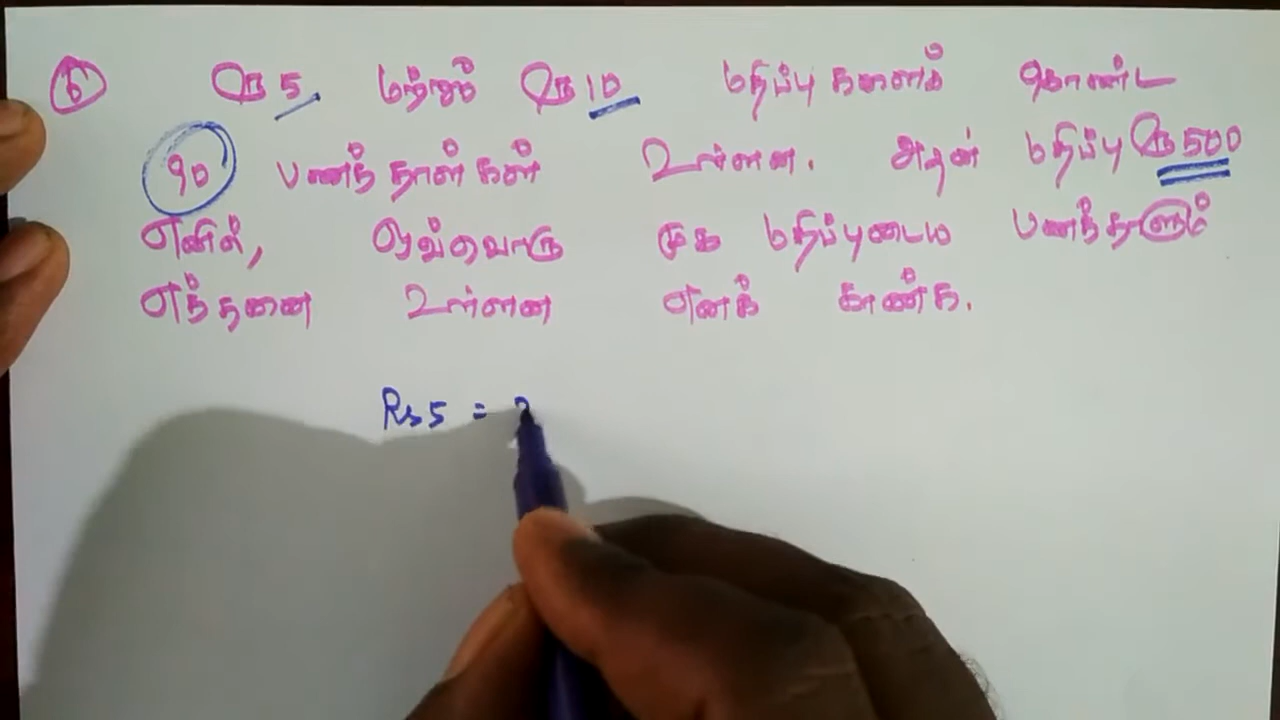 6 ரூ 5 மற்றும் ரூ 10 மதிப்புகளைக் கொண்ட
90 பணத்தாள்கள் உள்ளன. அதன் மதிப்பு ரூ 500
எனில், ஒவ்வொரு முக மதிப்புடைய பணத்தாளும்
எத்தனை உள்ளன எனக் காண்க.
Rs 5 =